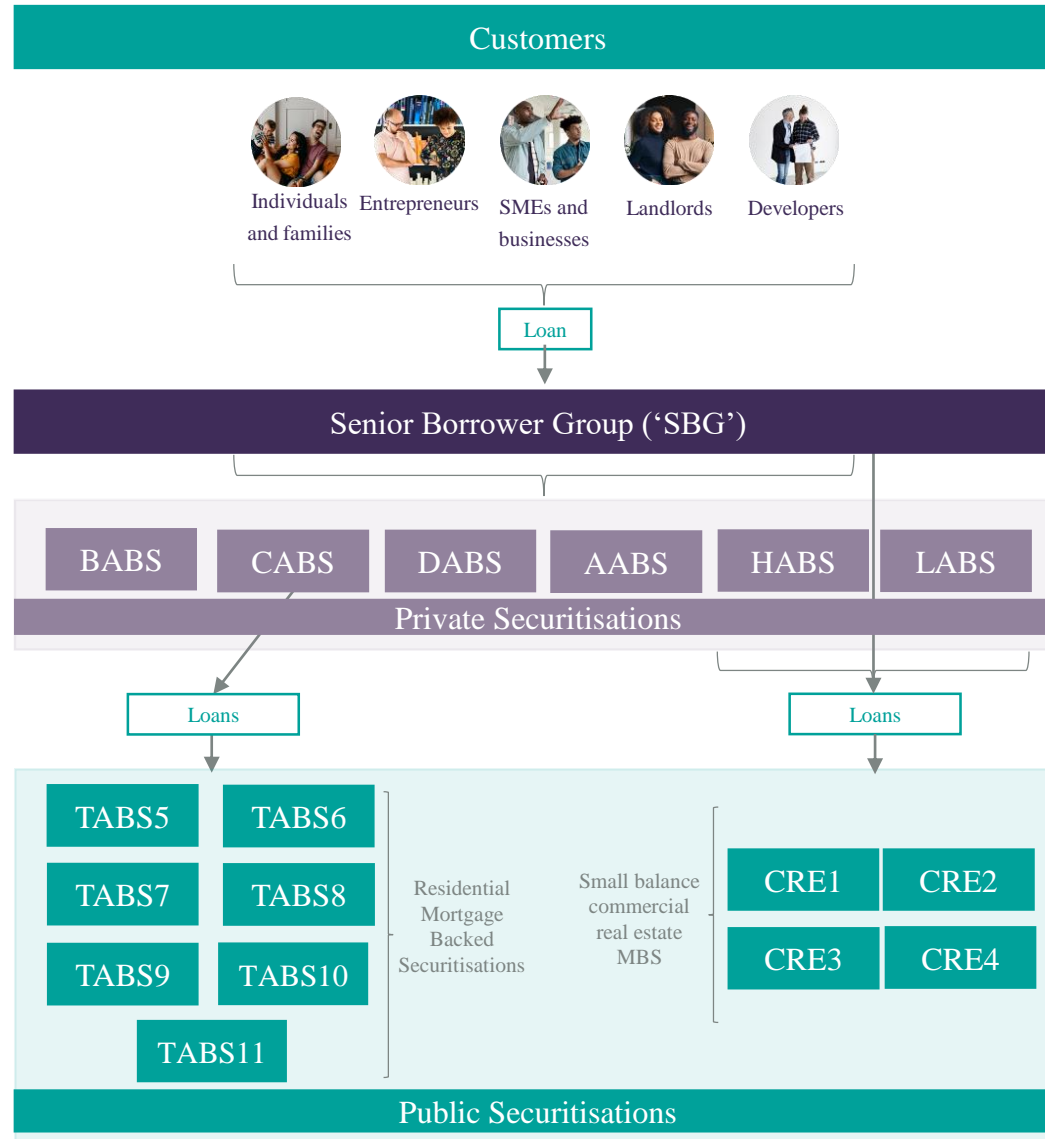 Customers
Individuals
and families
Entrepreneurs
SMEs and
businesses
Landlords
Developers
Loan
Senior Borrower Group (‘SBG’)
BABS
CABS
DABS
AABS
HABS
LABS
Private Securitisations
Loans
Loans
TABS5
TABS6
TABS7
TABS8
TABS9
TABS10
TABS11
Residential
Mortgage
Backed
Securitisations
Small balance
commercial
real estate
MBS
CRE1
CRE2
CRE3
CRE4
Public Securitisations